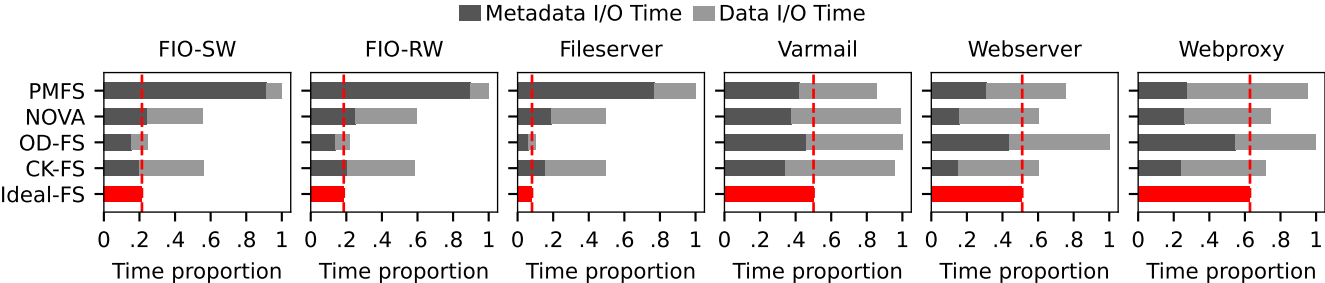 Metadata I/O Time Data I/O Time
FIO-SW FIO-RW Fileserver Varmail Webserver Webproxy
PMFS
NOVA
OD-FS
CK-FS
Ideal-FS
0 .2 .4 .6 .8 1 0 .2 .4 .6 .8 1 0 .2 .4 .6 .8 1 0 .2 .4 .6 .8 1 0 .2 .4 .6 .8 1 0 .2 .4 .6 .8 1
Time proportion Time proportion Time proportion Time proportion Time proportion Time proportion